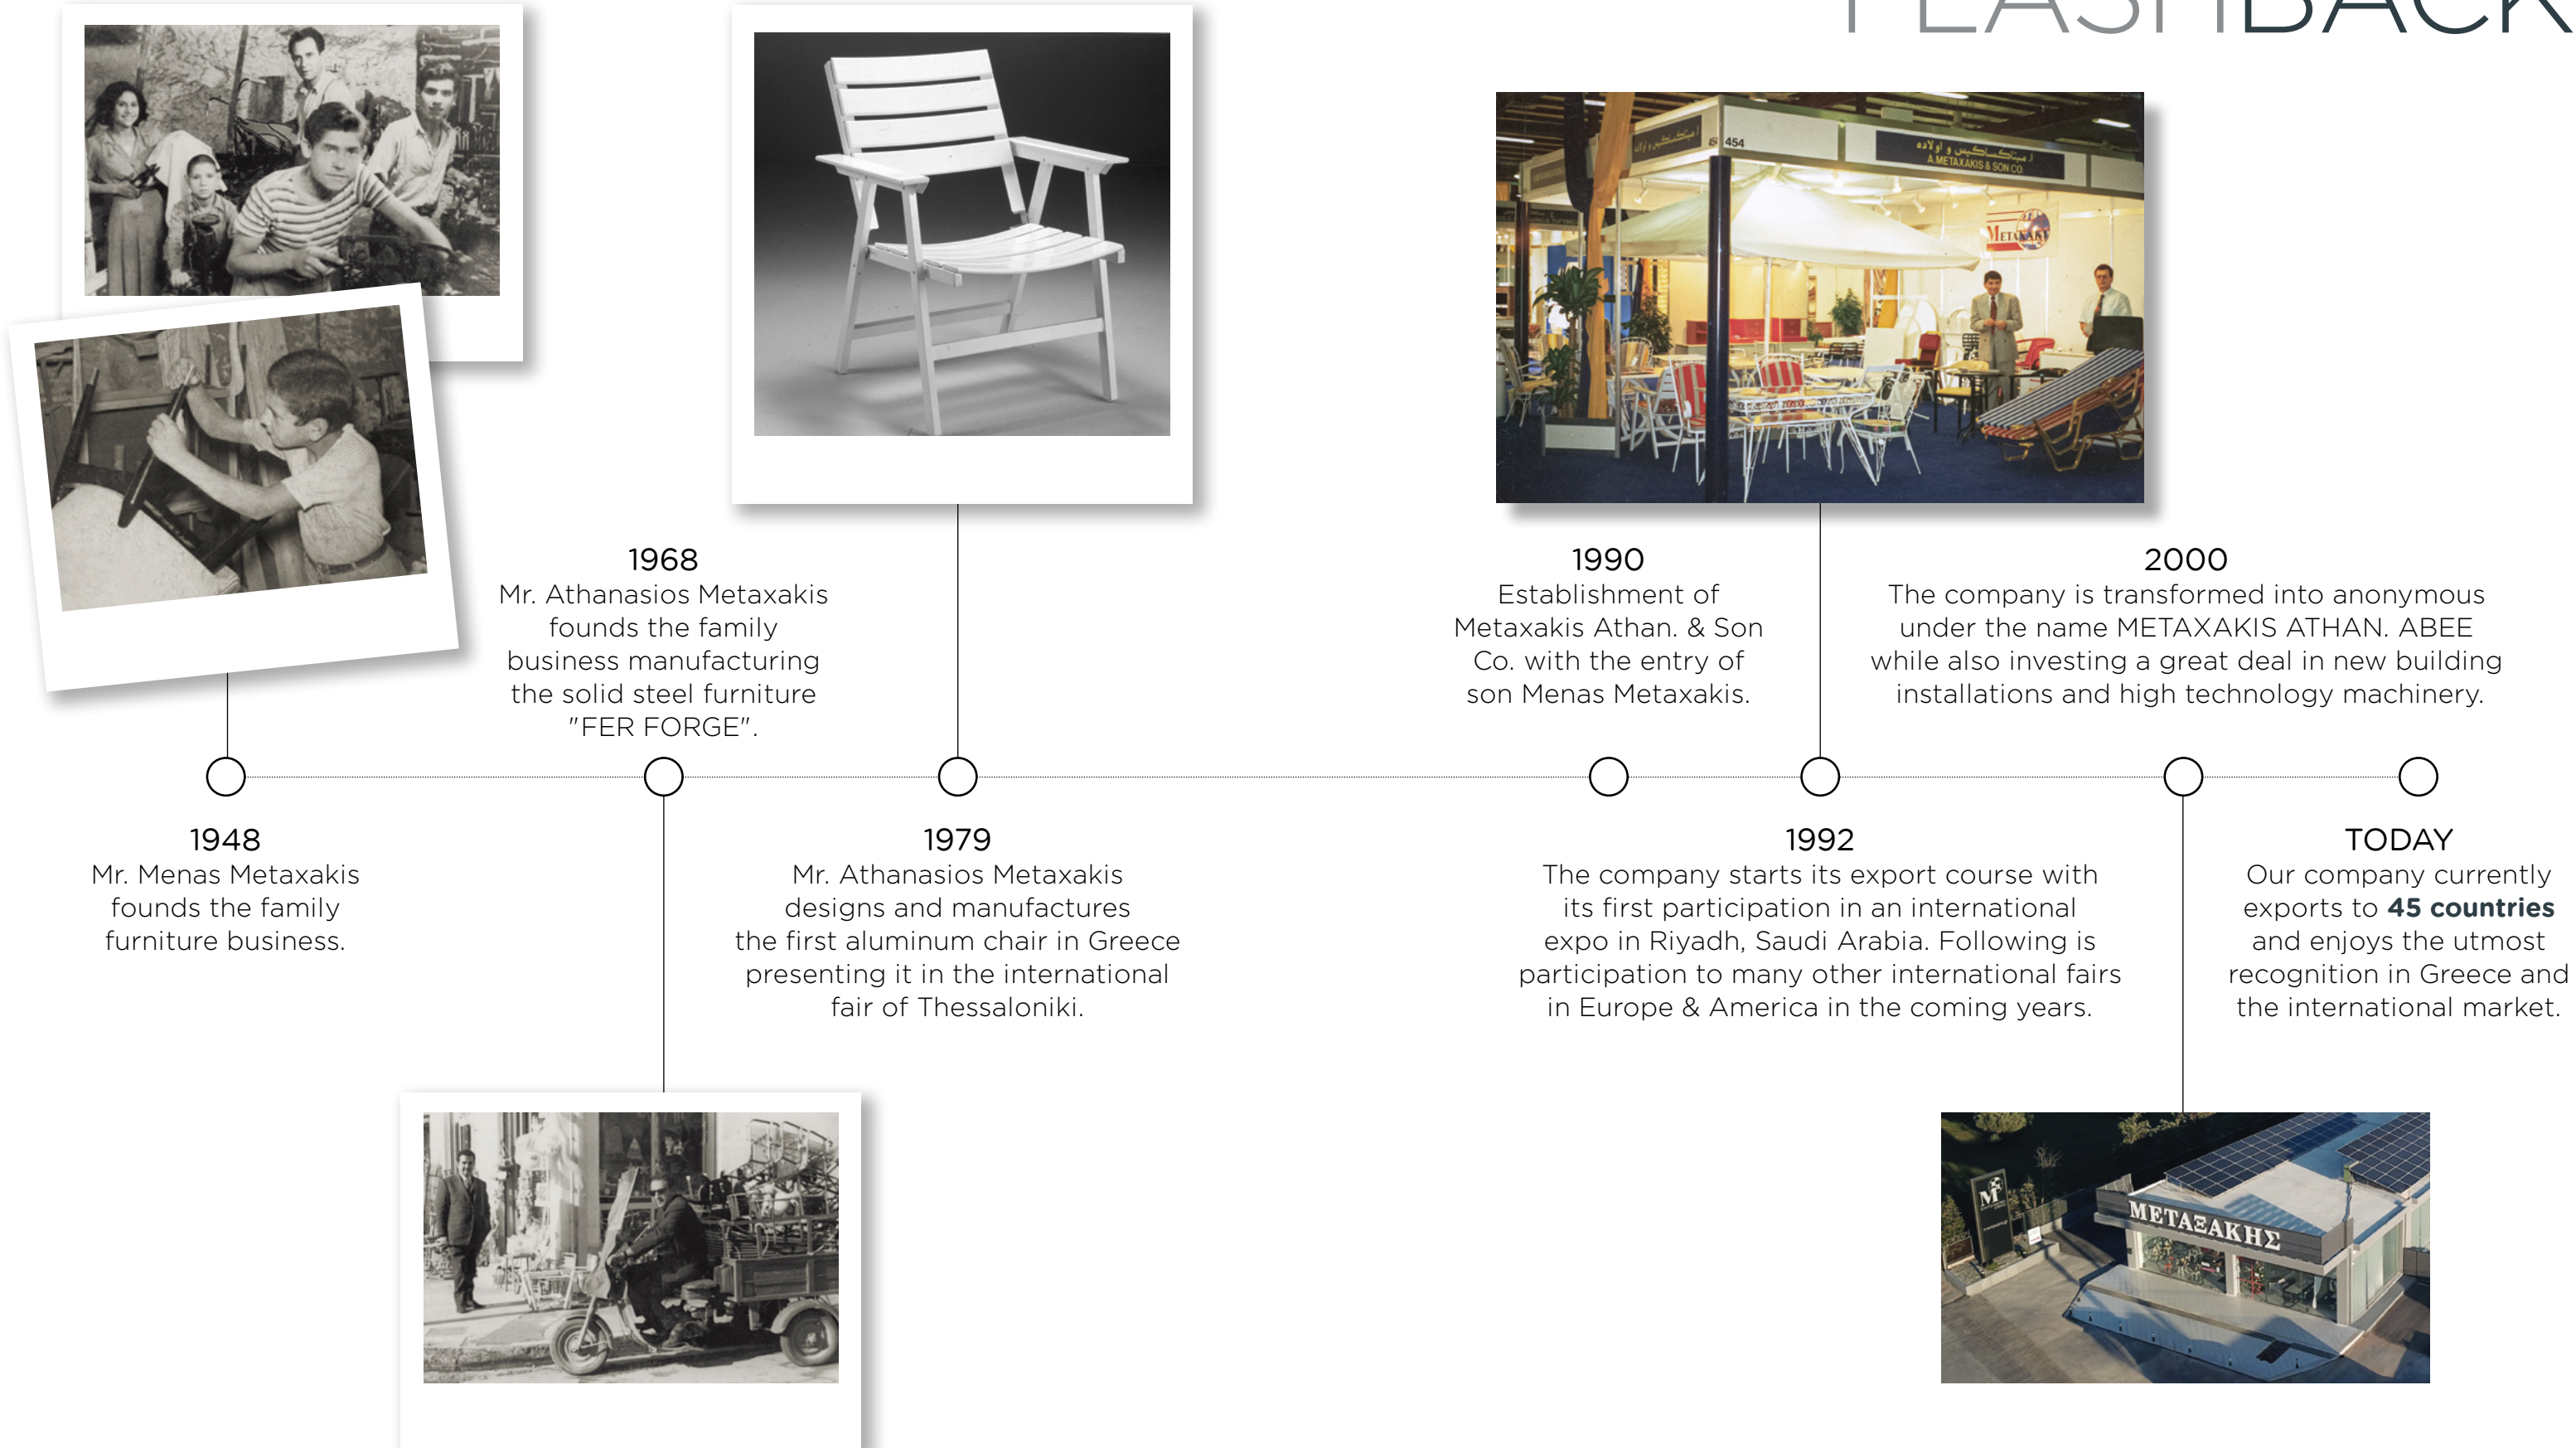 FLASHBACK
454
454
أ. ميتاكساكيس و اولاده
A.METAXAKIS & SON CO.
1968
Mr. Athanasios Metaxakis
founds the family
business manufacturing
the solid steel furniture
"FER FORGE".
1990
Establishment of
Metaxakis Athan. & Son
Co. with the entry of
son Menas Metaxakis.
2000
The company is transformed into anonymous
under the name METAXAKIS ATHAN. ABEE
while also investing a great deal in new building
installations and high technology machinery.
1948
Mr. Menas Metaxakis
founds the family
furniture business.
1979
Mr. Athanasios Metaxakis
designs and manufactures
the first aluminum chair in Greece
presenting it in the international
fair of Thessaloniki.
1992
The company starts its export course with
its first participation in an international
expo in Riyadh, Saudi Arabia. Following is
participation to many other international fairs
in Europe & America in the coming years.
TODAY
Our company currently
exports to 45 countries
and enjoys the utmost
recognition in Greece and
the international market.
M
ΜΕΤΑΞΑΚΗΣ